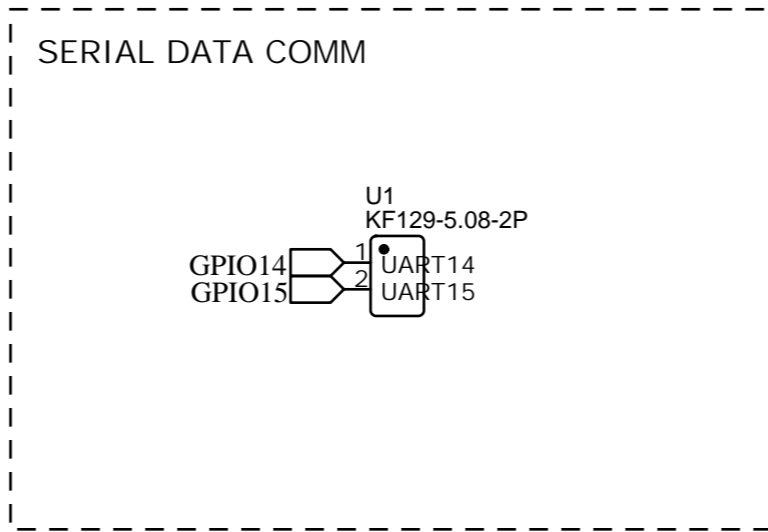 SERIAL DATA COMM
U1
KF129-5.08-2P
GPIO14 1 UART14
GPIO15 2 UART15